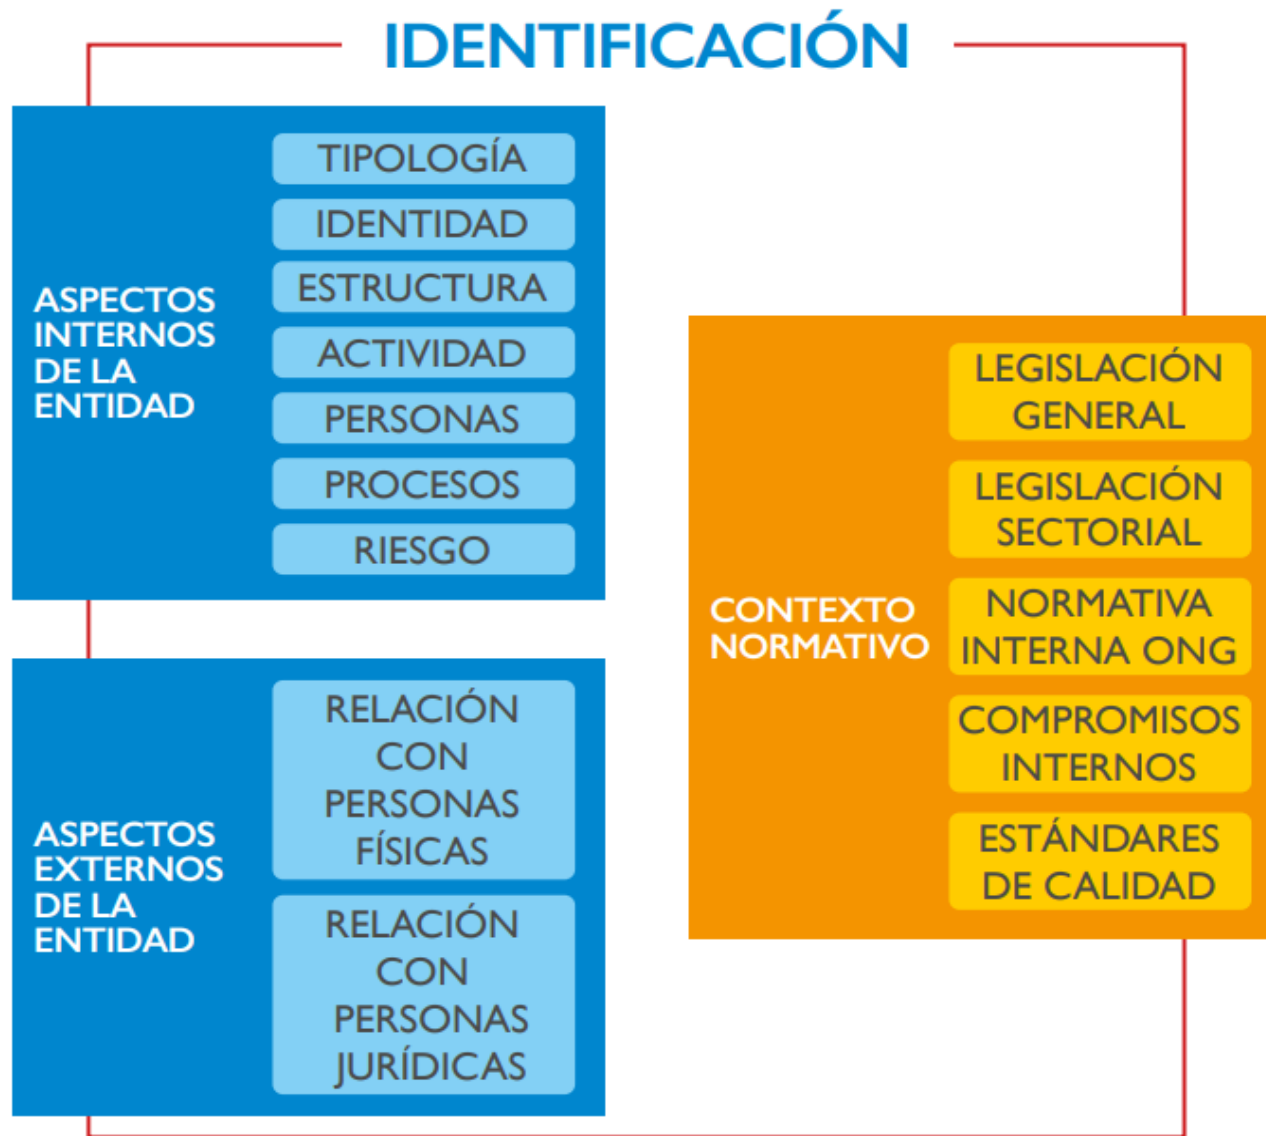 IDENTIFICACIÓN
ASPECTOS
INTERNOS
DE LA
ENTIDAD
TIPOLOGÍA
IDENTIDAD
ESTRUCTURA
ACTIVIDAD
PERSONAS
PROCESOS
RIESGO
ASPECTOS
EXTERNOS
DE LA
ENTIDAD
RELACIÓN
CON
PERSONAS
FÍSICAS
RELACIÓN
CON
PERSONAS
JURÍDICAS
CONTEXTO
NORMATIVO
LEGISLACIÓN
GENERAL
LEGISLACIÓN
SECTORIAL
NORMATIVA
INTERNA ONG
COMPROMISOS
INTERNOS
ESTÁNDARES
DE CALIDAD